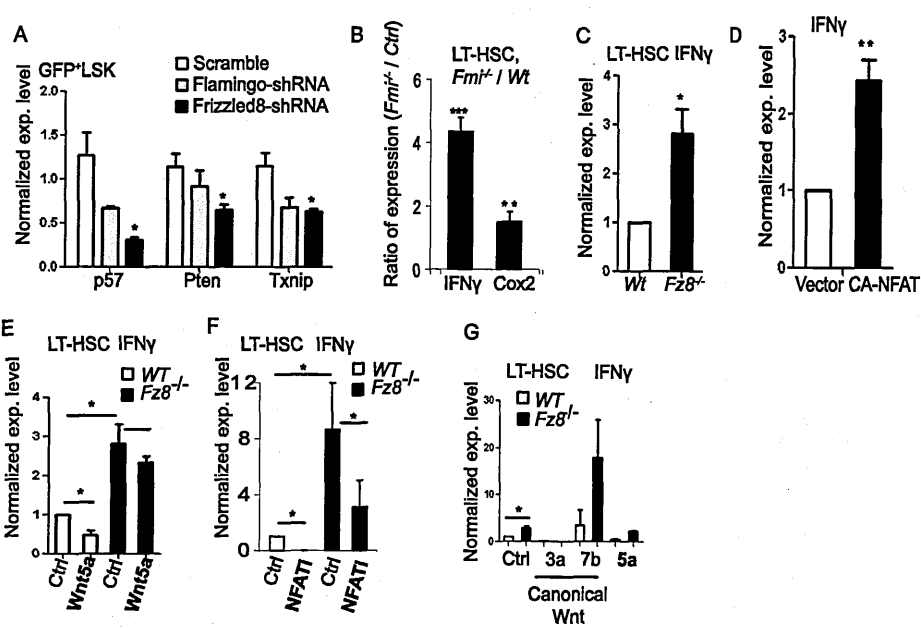 A
GFP⁺LSK
Scramble
Flamingo-shRNA
Frizzled8-shRNA
Normalized exp. level
2.0
1.5
1.0
0.5
0.0
*
*
*
p57 Pten Txnip
B
LT-HSC,
Fmi⁻/⁻ / Wt
Ratio of expression (Fmi⁻/⁻ / Ctrl)
6
4
2
0
***
**
IFNγ Cox2
C
LT-HSC IFNγ
Normalized exp. level
4
3
2
1
0
*
Wt Fz8⁻/⁻
D
IFNγ
Normalized exp. level
3
2
1
0
**
Vector CA-NFAT
E
LT-HSC IFNγ
WT
Fz8⁻/⁻
Normalized exp. level
4
3
2
1
0
*
*
Ctrl Wnt5a Ctrl Wnt5a
F
LT-HSC IFNγ
WT
Fz8⁻/⁻
Normalized exp. level
12
8
4
0
*
*
*
Ctrl NFATI Ctrl NFATI
G
LT-HSC IFNγ
WT
Fz8⁻/⁻
Normalized exp. level
30
20
10
0
*
Ctrl 3a 7b 5a
Canonical
Wnt